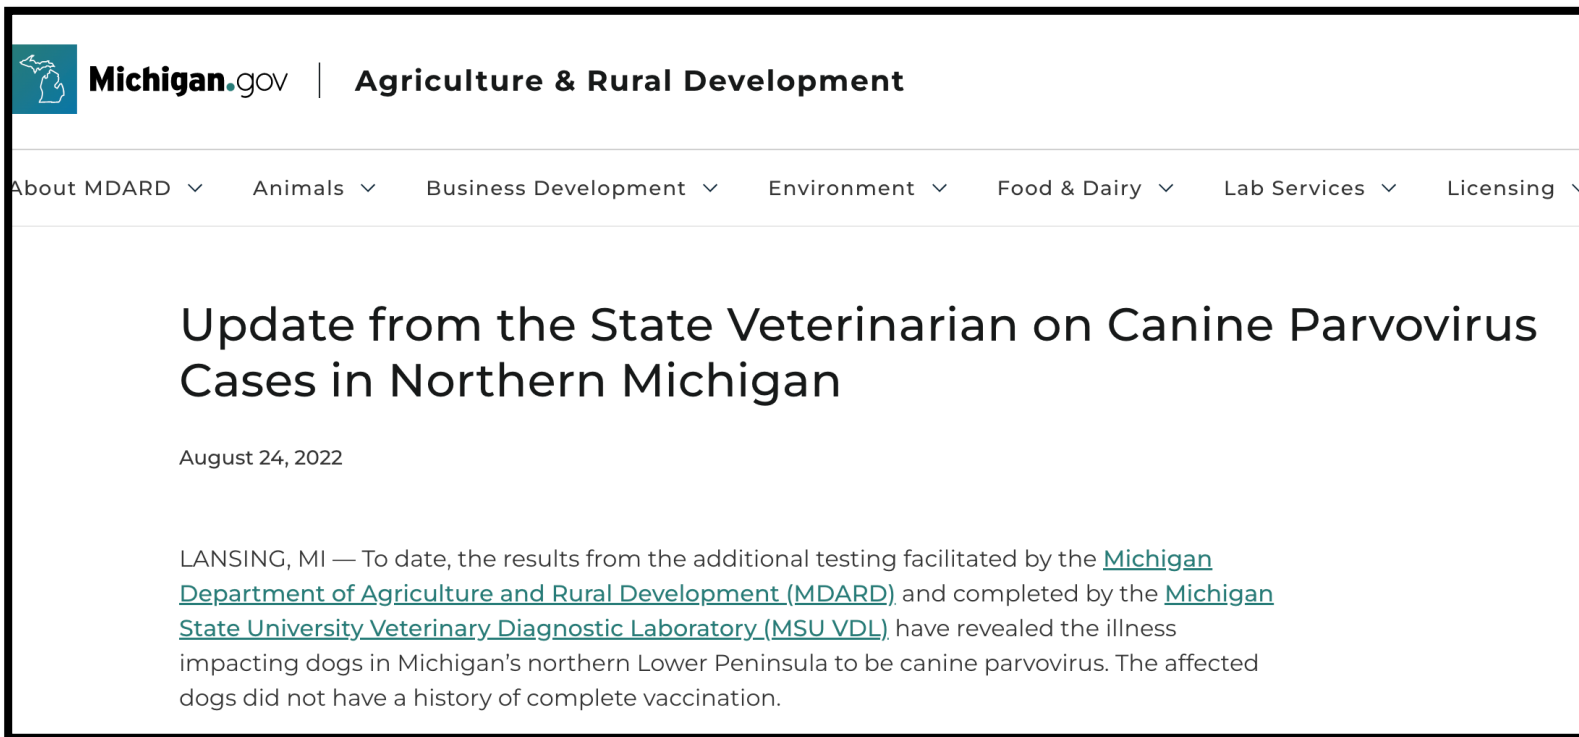 Michigan.gov | Agriculture & Rural Development
About MDARD Animals Business Development Environment Food & Dairy Lab Services Licensing
Update from the State Veterinarian on Canine Parvovirus
Cases in Northern Michigan
August 24, 2022
LANSING, MI — To date, the results from the additional testing facilitated by the Michigan
Department of Agriculture and Rural Development (MDARD) and completed by the Michigan
State University Veterinary Diagnostic Laboratory (MSU VDL) have revealed the illness
impacting dogs in Michigan’s northern Lower Peninsula to be canine parvovirus. The affected
dogs did not have a history of complete vaccination.